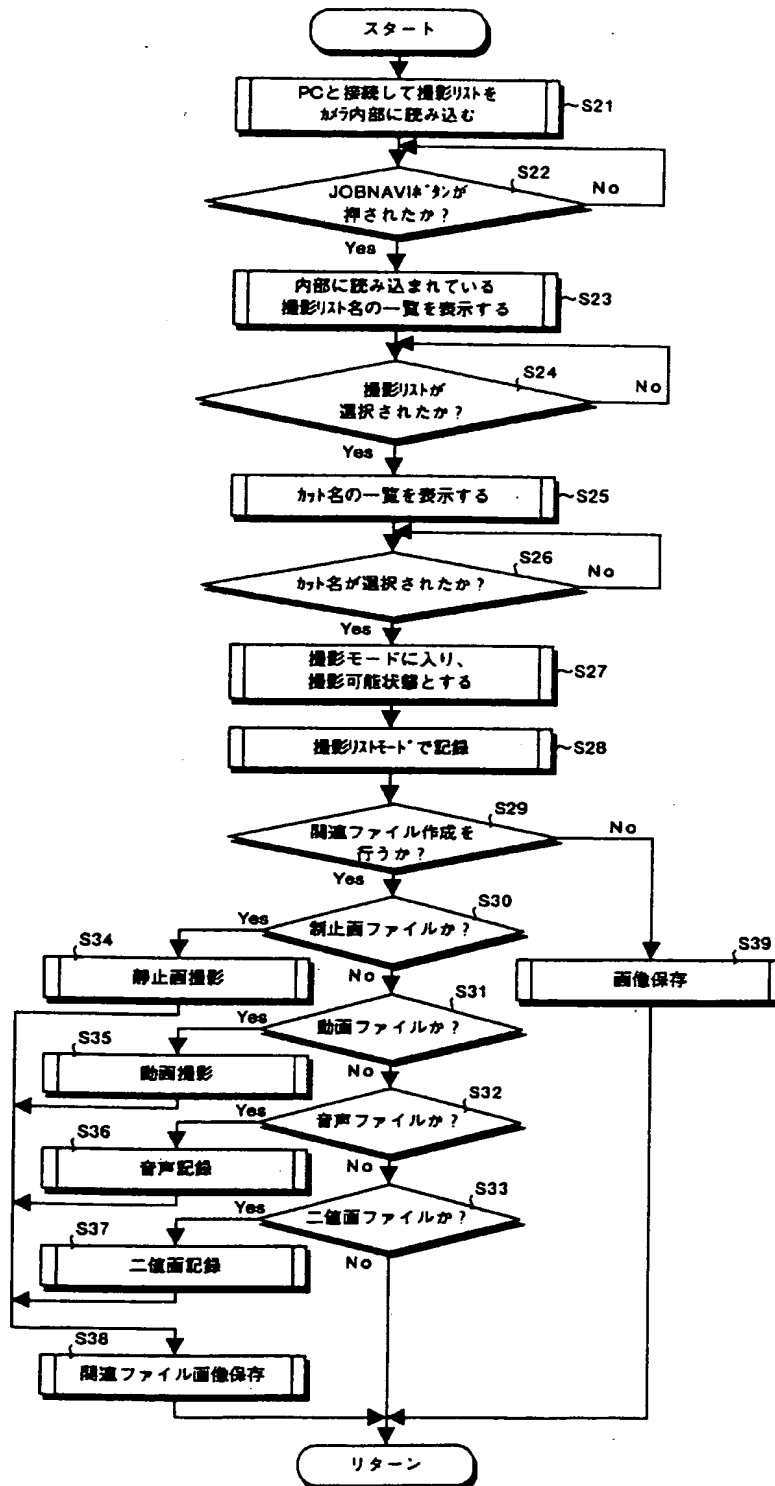 スタート
PCと接続して撮影リストを
カメラ内部に読み込む
S21
S22
JOBNAVIボタンが
押されたか?
No
Yes
内部に読み込まれている
撮影リスト名の一覧を表示する
S23
S24
撮影リストが
選択されたか?
No
Yes
カット名の一覧を表示する
S25
S26
カット名が選択されたか?
No
Yes
撮影モードに入り、
撮影可能状態とする
S27
撮影リストモードで記録
S28
S29
関連ファイル作成を
行うか?
No
Yes
S30
制止画ファイルか?
Yes
No
S34
静止画撮影
S39
画像保存
S31
動画ファイルか?
Yes
No
S35
動画撮影
S32
音声ファイルか?
Yes
No
S36
音声記録
S33
二値画ファイルか?
Yes
No
S37
二値画記録
S38
関連ファイル画像保存
リターン